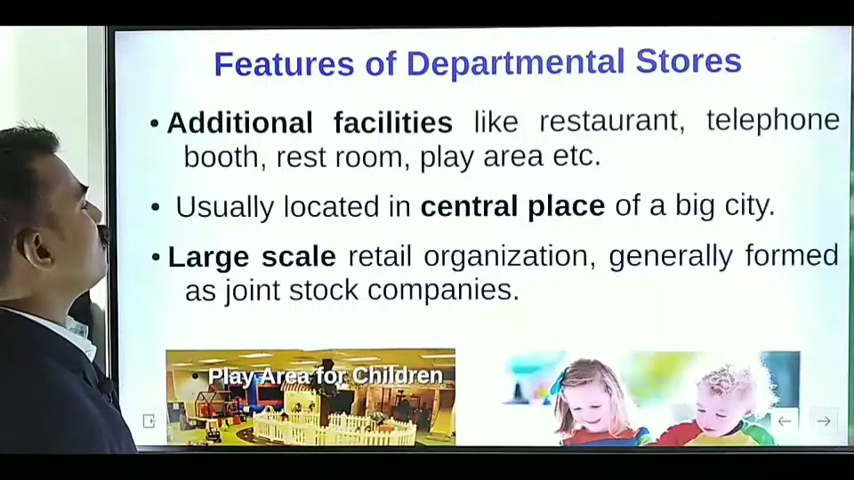 Features of Departmental Stores
• Additional facilities like restaurant, telephone
booth, rest room, play area etc.
• Usually located in central place of a big city.
• Large scale retail organization, generally formed
as joint stock companies.
Play Area for Children